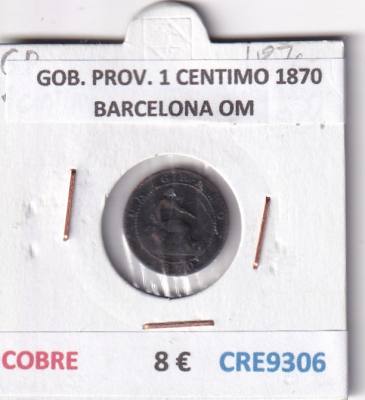 GOB. PROV. 1 CENTIMO 1870
BARCELONA OM
COBRE 8 € CRE9306